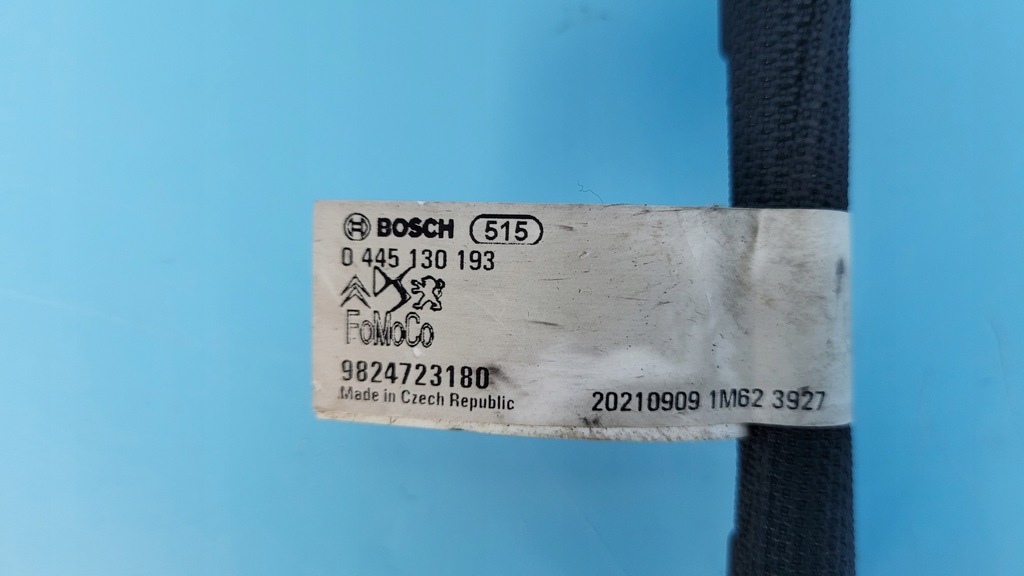 BOSCH 515
0 445 130 193
FoMoCo
9824723180
Made in Czech Republic
20210909 1M62 3927